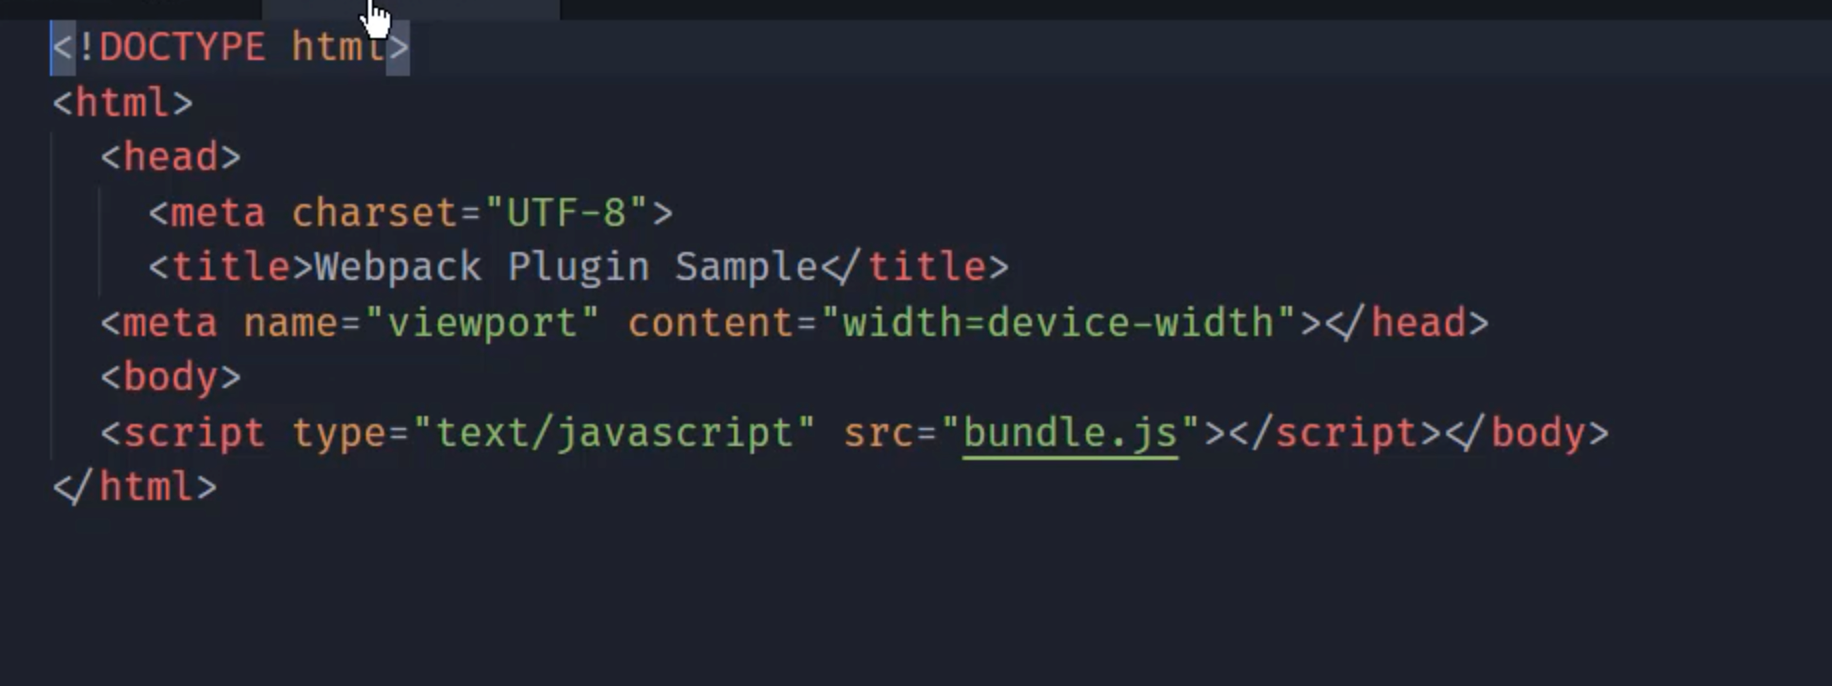 <!DOCTYPE html>
<html>
<head>
<meta charset="UTF-8">
<title>Webpack Plugin Sample</title>
<meta name="viewport" content="width=device-width"></head>
<body>
<script type="text/javascript" src="bundle.js"></script></body>
</html>